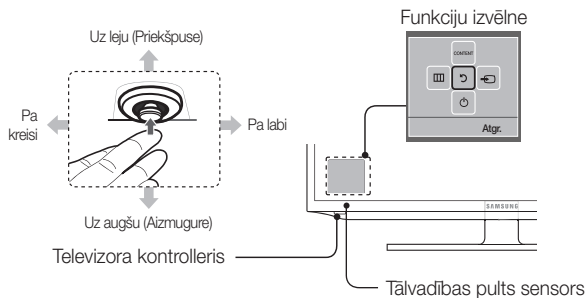 Funkciju izvēlne
Uz leju (Priekšpuse)
CONTENT
Pa
kreisi
Pa labi
Atgr.
Uz augšu (Aizmugure)
SAMSUNG
Televizora kontrolleris
Tālvadības pults sensors